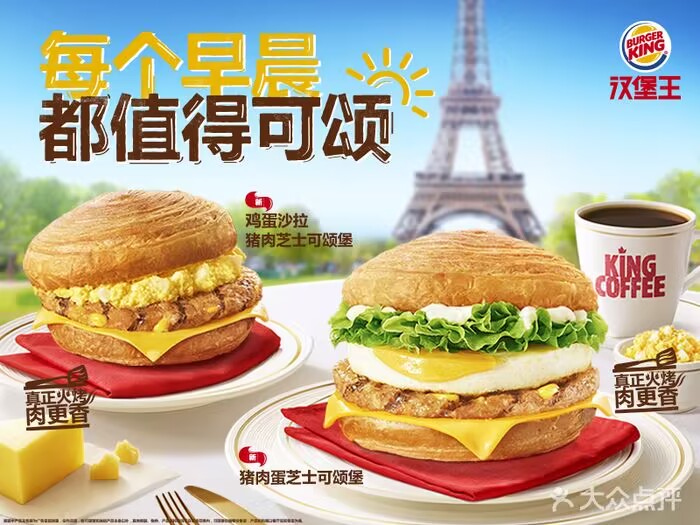 每个早晨
都值得可颂
BURGER
KING
汉堡王
新
鸡蛋沙拉
猪肉芝士可颂堡
KING
COFFEE
真正火烤
肉更香
真正火烤
肉更香
新
猪肉蛋芝士可颂堡
大众点评